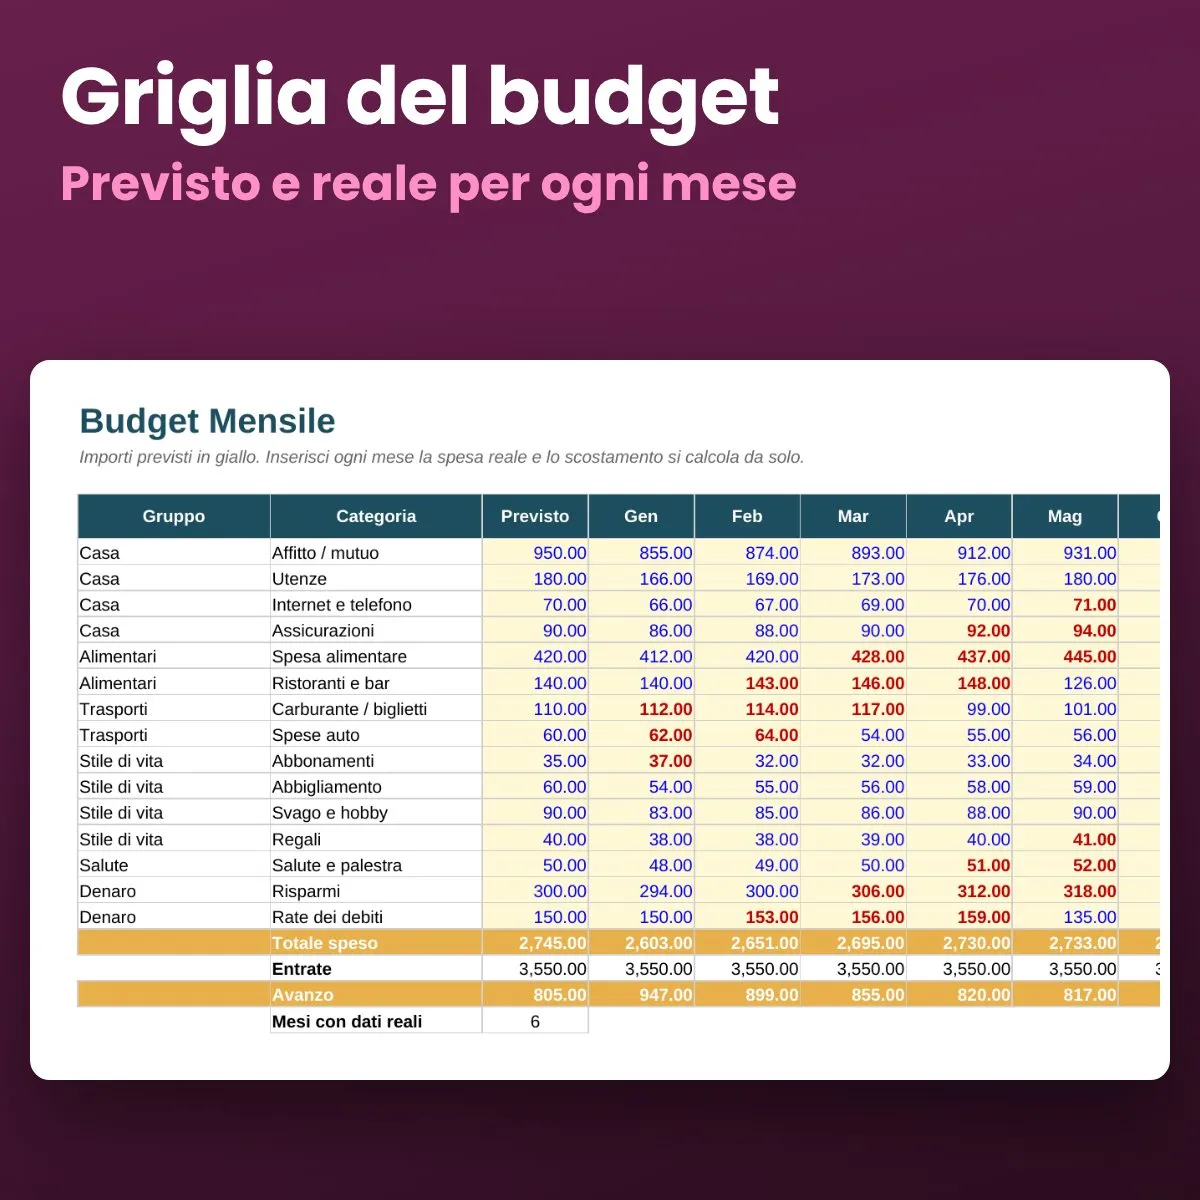 Griglia del budget
Previsto e reale per ogni mese
Budget Mensile
Importi previsti in giallo. Inserisci ogni mese la spesa reale e lo scostamento si calcola da solo.
Gruppo Categoria Previsto Gen Feb Mar Apr Mag
Casa Affitto / mutuo 950.00 855.00 874.00 893.00 912.00 931.00
Casa Utenze 180.00 166.00 169.00 173.00 176.00 180.00
Casa Internet e telefono 70.00 66.00 67.00 69.00 70.00 71.00
Casa Assicurazioni 90.00 86.00 88.00 90.00 92.00 94.00
Alimentari Spesa alimentare 420.00 412.00 420.00 428.00 437.00 445.00
Alimentari Ristoranti e bar 140.00 140.00 143.00 146.00 148.00 126.00
Trasporti Carburante / biglietti 110.00 112.00 114.00 117.00 99.00 101.00
Trasporti Spese auto 60.00 62.00 64.00 54.00 55.00 56.00
Stile di vita Abbonamenti 35.00 37.00 32.00 32.00 33.00 34.00
Stile di vita Abbigliamento 60.00 54.00 55.00 56.00 58.00 59.00
Stile di vita Svago e hobby 90.00 83.00 85.00 86.00 88.00 90.00
Stile di vita Regali 40.00 38.00 38.00 39.00 40.00 41.00
Salute Salute e palestra 50.00 48.00 49.00 50.00 51.00 52.00
Denaro Risparmi 300.00 294.00 300.00 306.00 312.00 318.00
Denaro Rate dei debiti 150.00 150.00 153.00 156.00 159.00 135.00
Totale speso 2,745.00 2,603.00 2,651.00 2,695.00 2,730.00 2,733.00
Entrate 3,550.00 3,550.00 3,550.00 3,550.00 3,550.00 3,550.00
Avanzo 805.00 947.00 899.00 855.00 820.00 817.00
Mesi con dati reali 6